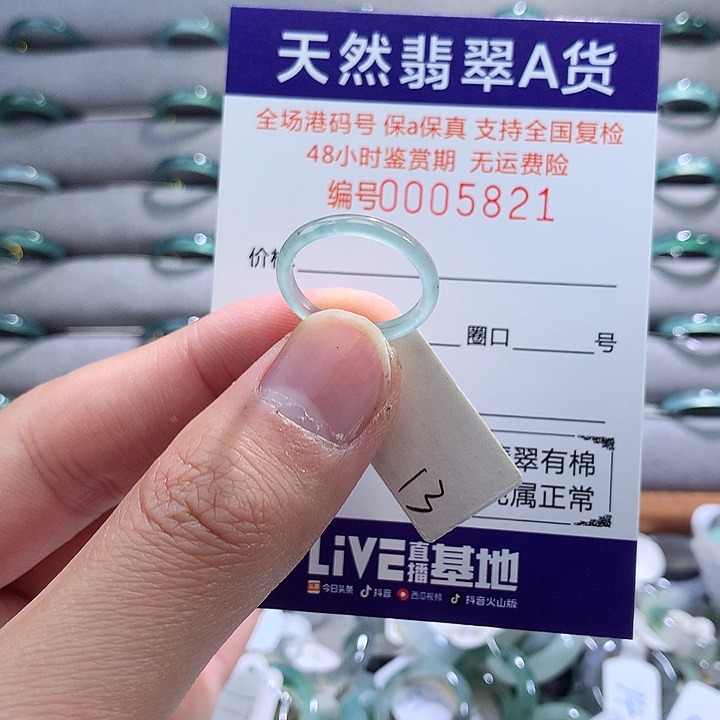 天然翡翠A货
全场港码号 保a保真 支持全国复检
48小时鉴赏期 无运费险
编号0005821
价格
圈口 号
翠有棉
属正常
13
LiVE直播基地
头条 今日头条 抖音 西瓜视频 抖音火山版